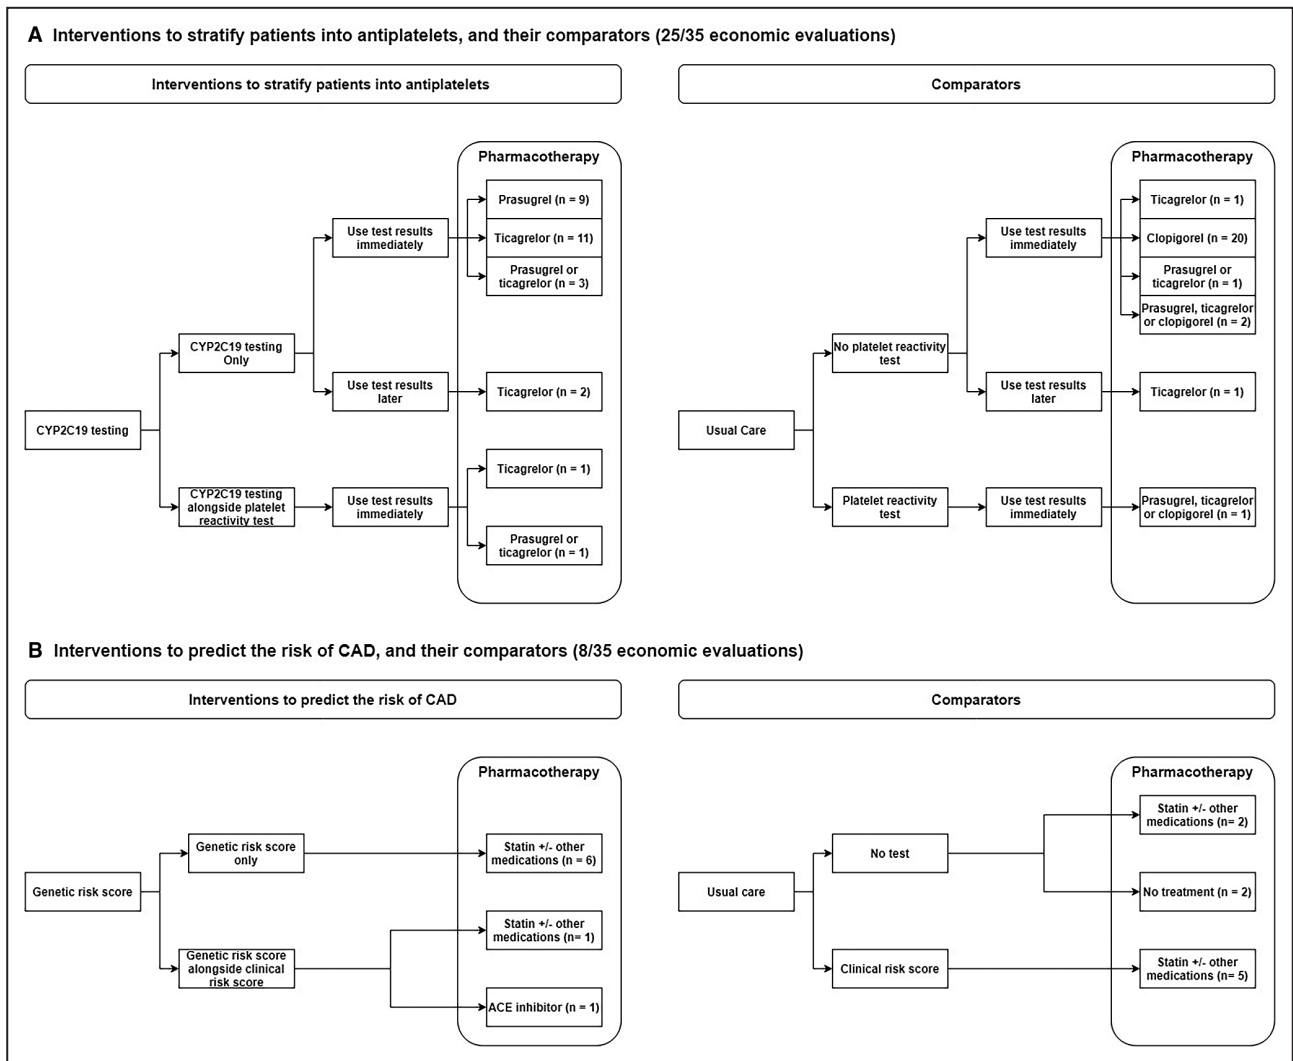 A Interventions to stratify patients into antiplatelets, and their comparators (25/35 economic evaluations)
Interventions to stratify patients into antiplatelets
CYP2C19 testing
CYP2C19 testing
Only
CYP2C19 testing
alongside platelet
reactivity test
Use test results
immediately
Use test results
later
Use test results
immediately
Pharmacotherapy
Prasugrel (n = 9)
Ticagrelor (n = 11)
Prasugrel or
ticagrelor (n = 3)
Ticagrelor (n = 2)
Ticagrelor (n = 1)
Prasugrel or
ticagrelor (n = 1)
Comparators
Usual Care
No platelet reactivity
test
Platelet reactivity
test
Use test results
immediately
Use test results
later
Use test results
immediately
Pharmacotherapy
Ticagrelor (n = 1)
Clopigorel (n = 20)
Prasugrel or
ticagrelor (n = 1)
Prasugrel, ticagrelor
or clopigorel (n = 2)
Ticagrelor (n = 1)
Prasugrel, ticagrelor
or clopigorel (n = 1)
B Interventions to predict the risk of CAD, and their comparators (8/35 economic evaluations)
Interventions to predict the risk of CAD
Genetic risk score
Genetic risk score
only
Genetic risk score
alongside clinical
risk score
Pharmacotherapy
Statin +/- other
medications (n = 6)
Statin +/- other
medications (n= 1)
ACE inhibitor (n = 1)
Comparators
Usual care
No test
Clinical risk score
Pharmacotherapy
Statin +/- other
medications (n= 2)
No treatment (n = 2)
Statin +/- other
medications (n= 5)